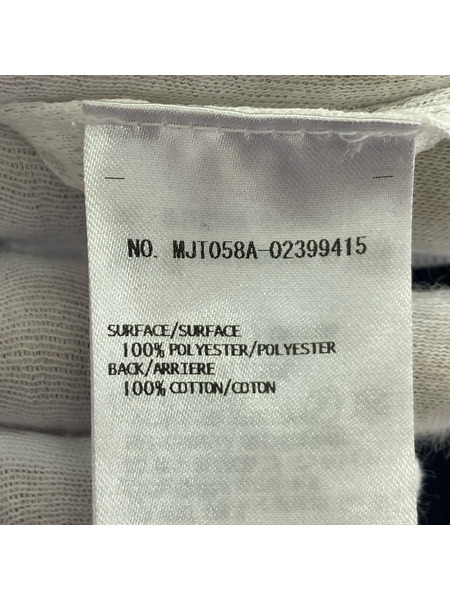 NO. MJT058A-02399415
SURFACE/SURFACE
100% POLYESTER/POLYESTER
BACK/ARRIERE
100% COTTON/COTON